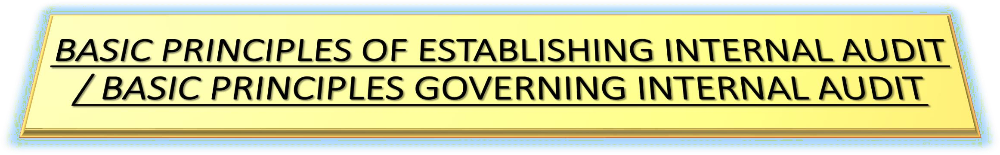 BASIC PRINCIPLES OF ESTABLISHING INTERNAL AUDIT
/ BASIC PRINCIPLES GOVERNING INTERNAL AUDIT